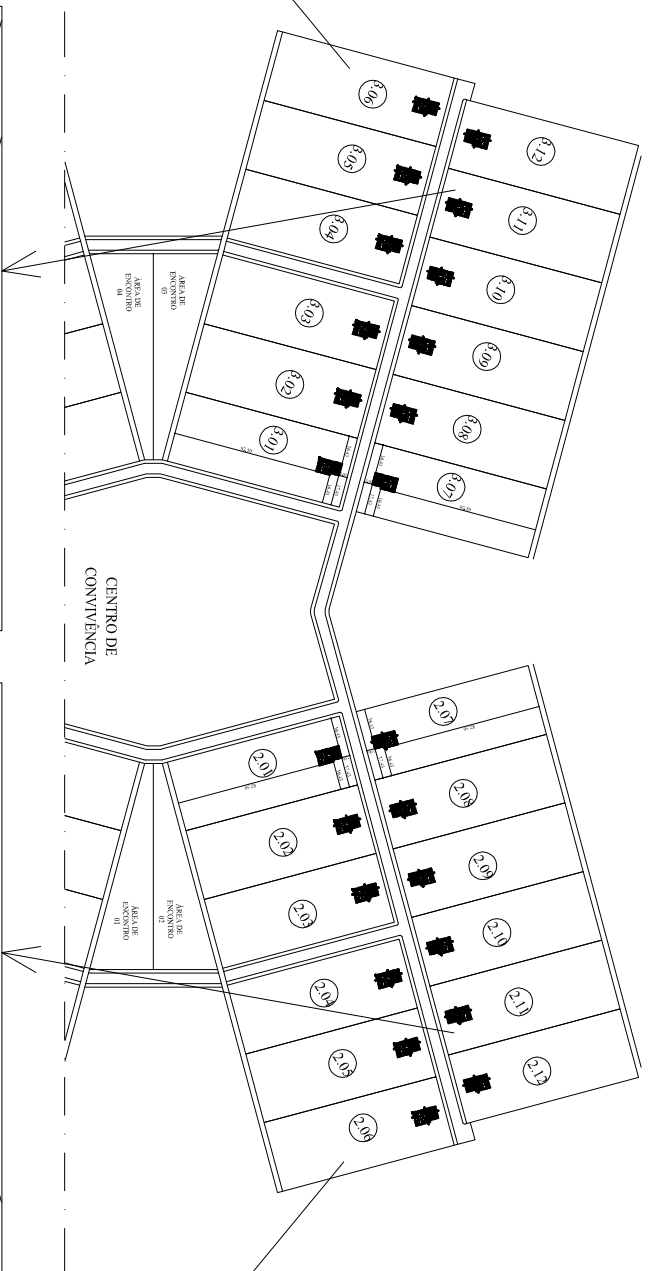 3.06
3.05
3.04
3.03
3.02
3.01
3.12
3.11
3.10
3.09
3.08
3.07
ÁREA DE
ENCONTRO
03
ÁREA DE
ENCONTRO
04
CENTRO DE
CONVIVÊNCIA
2.07
2.08
2.09
2.10
2.11
2.12
2.01
2.02
2.03
2.04
2.05
2.06
ÁREA DE
ENCONTRO
02
ÁREA DE
ENCONTRO
01